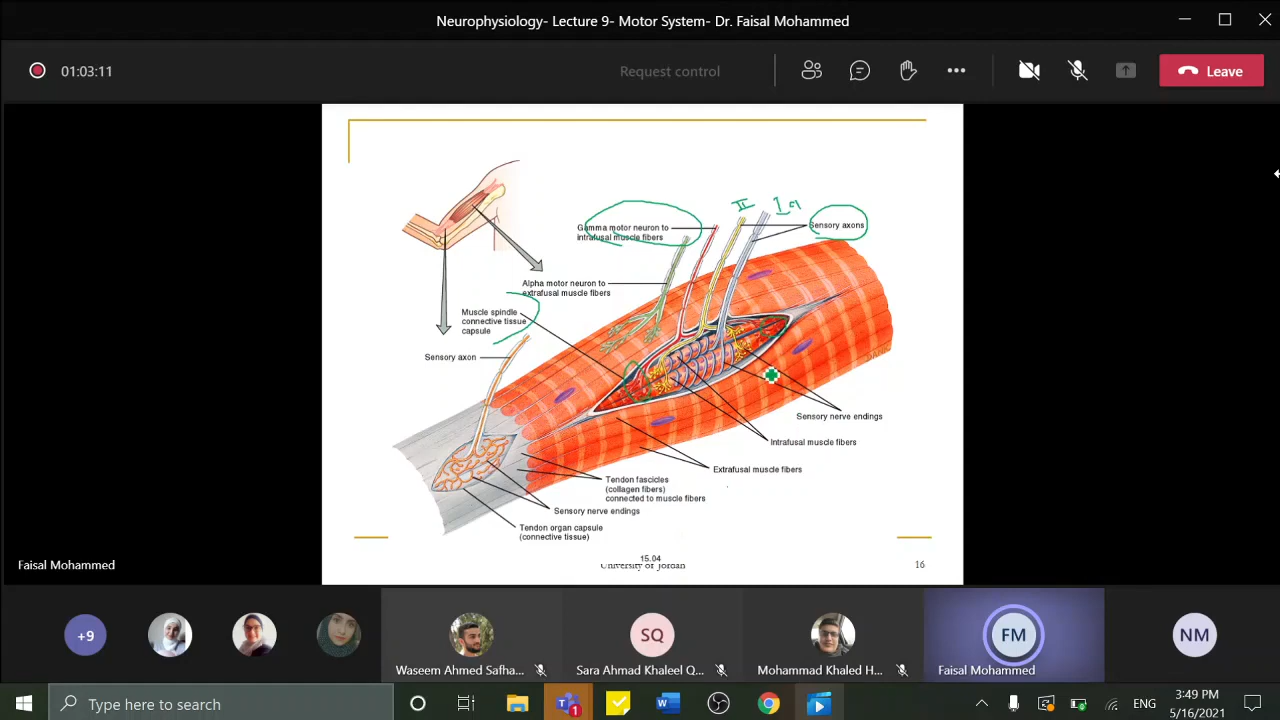 Neurophysiology- Lecture 9- Motor System- Dr. Faisal Mohammed
01:03:11
Request control
Leave
II
Ia
Gamma motor neuron to
intrafusal muscle fibers
Sensory axons
Alpha motor neuron to
extrafusal muscle fibers
Muscle spindle
connective tissue
capsule
Sensory axon
Sensory nerve endings
Intrafusal muscle fibers
Extrafusal muscle fibers
Tendon fascicles
(collagen fibers)
connected to muscle fibers
Sensory nerve endings
Tendon organ capsule
(connective tissue)
15.04
University of Jordan
16
Faisal Mohammed
+9
SQ
FM
NM
Waseem Ahmed Safha...
Sara Ahmad Khaleel Q...
Mohammad Khaled H...
Faisal Mohammed
Type here to search
1
ENG
3:49 PM
5/16/2021